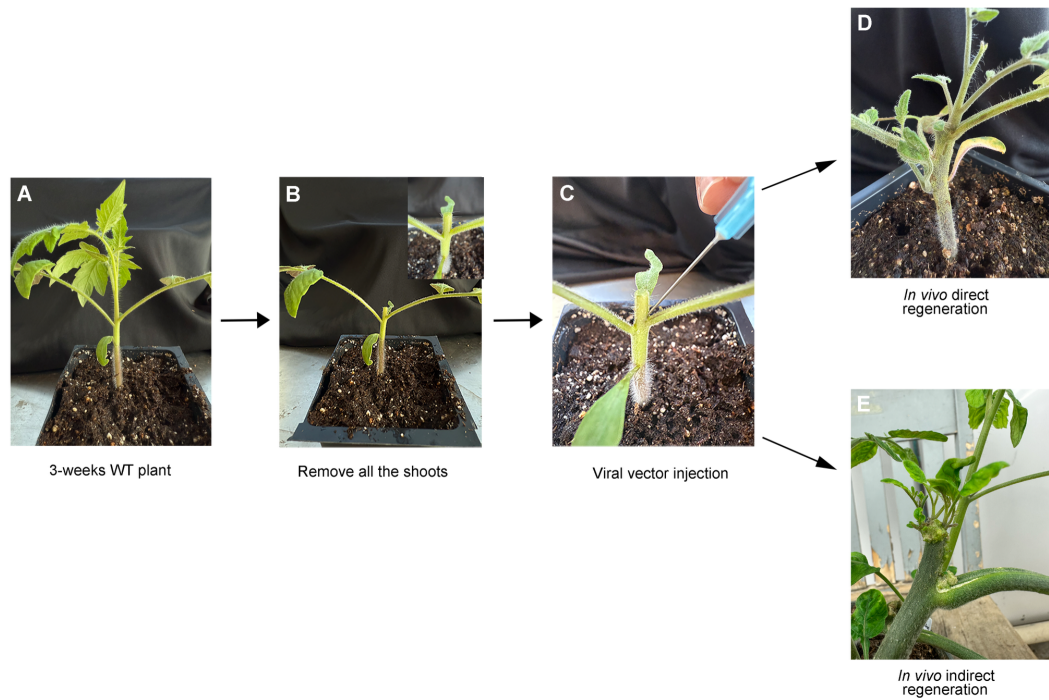 A
3-weeks WT plant
B
Remove all the shoots
C
Viral vector injection
D
In vivo direct
regeneration
E
In vivo indirect
regeneration